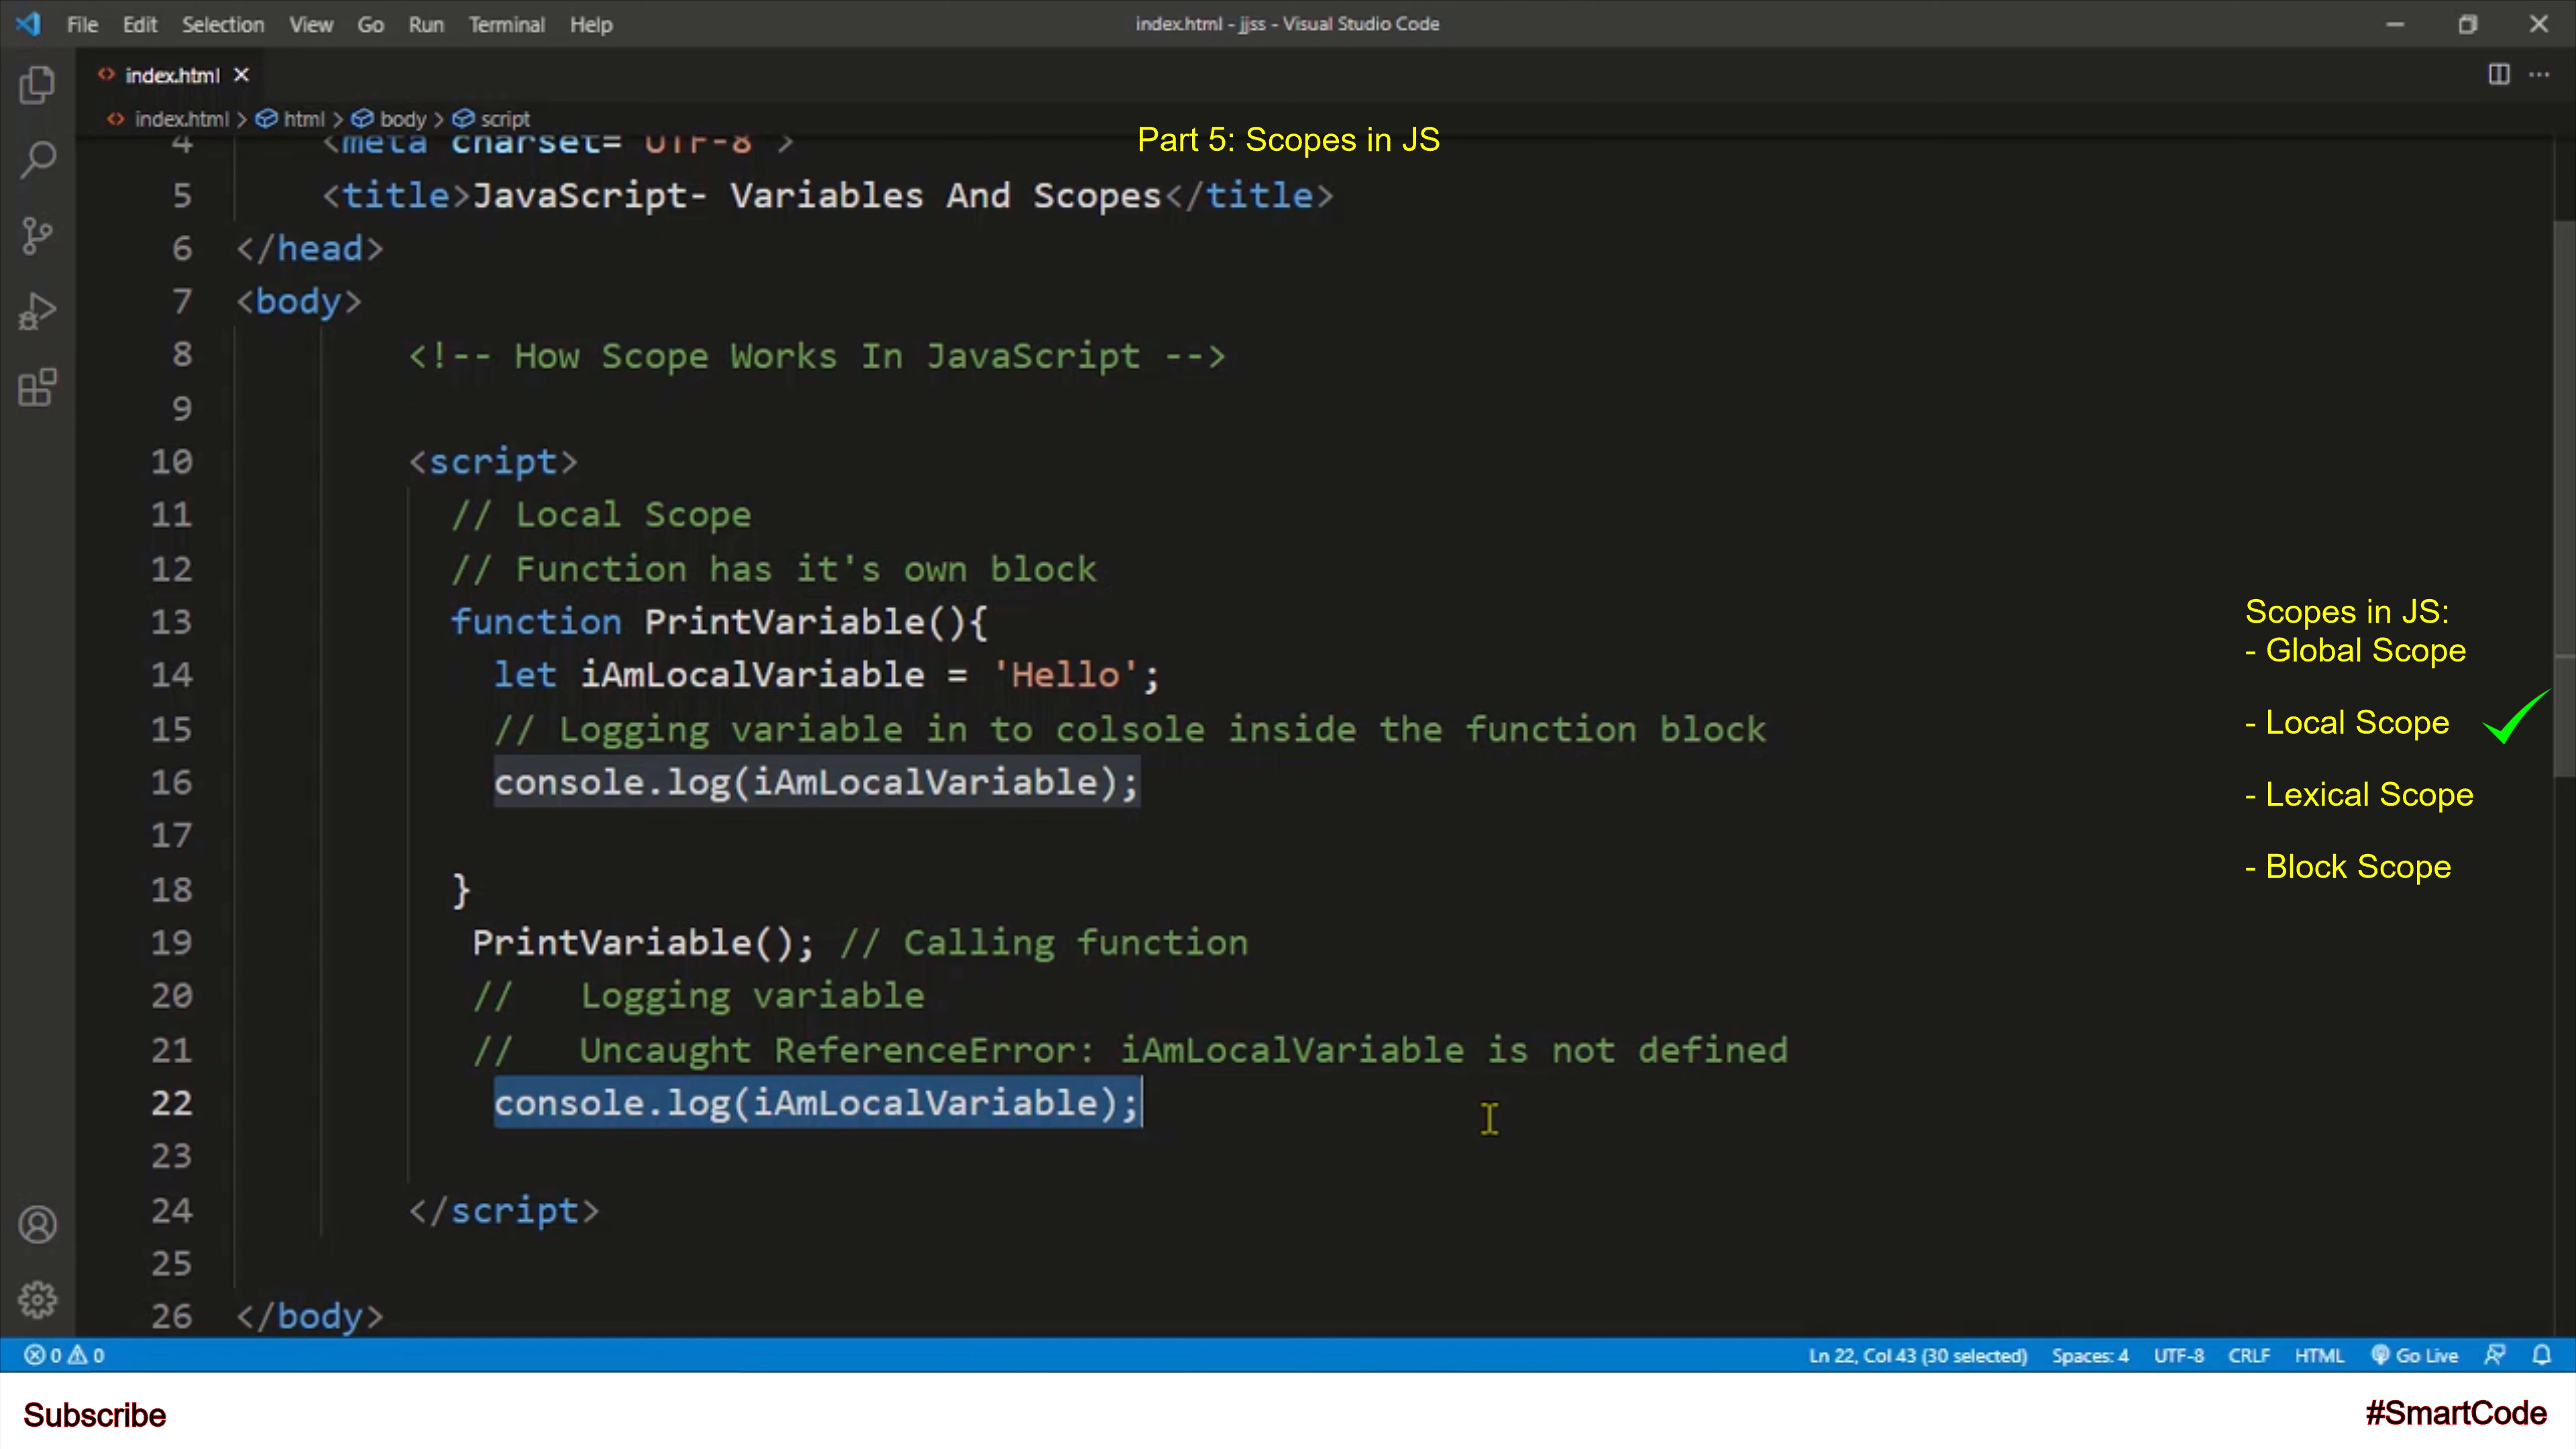 File Edit Selection View Go Run Terminal Help
index.html - jjss - Visual Studio Code
index.html
index.html > html > body > script
Part 5: Scopes in JS
4 <meta charset= UTF-8 >
5 <title>JavaScript- Variables And Scopes</title>
6 </head>
7 <body>
8 <!-- How Scope Works In JavaScript -->
9
10 <script>
11 // Local Scope
12 // Function has it's own block
13 function PrintVariable(){
14 let iAmLocalVariable = 'Hello';
15 // Logging variable in to colsole inside the function block
16 console.log(iAmLocalVariable);
17
18 }
19 PrintVariable(); // Calling function
20 // Logging variable
21 // Uncaught ReferenceError: iAmLocalVariable is not defined
22 console.log(iAmLocalVariable);
23
24 </script>
25
26 </body>
Scopes in JS:
- Global Scope
- Local Scope
- Lexical Scope
- Block Scope
0 0
Ln 22, Col 43 (30 selected) Spaces: 4 UTF-8 CRLF HTML Go Live
Subscribe
#SmartCode